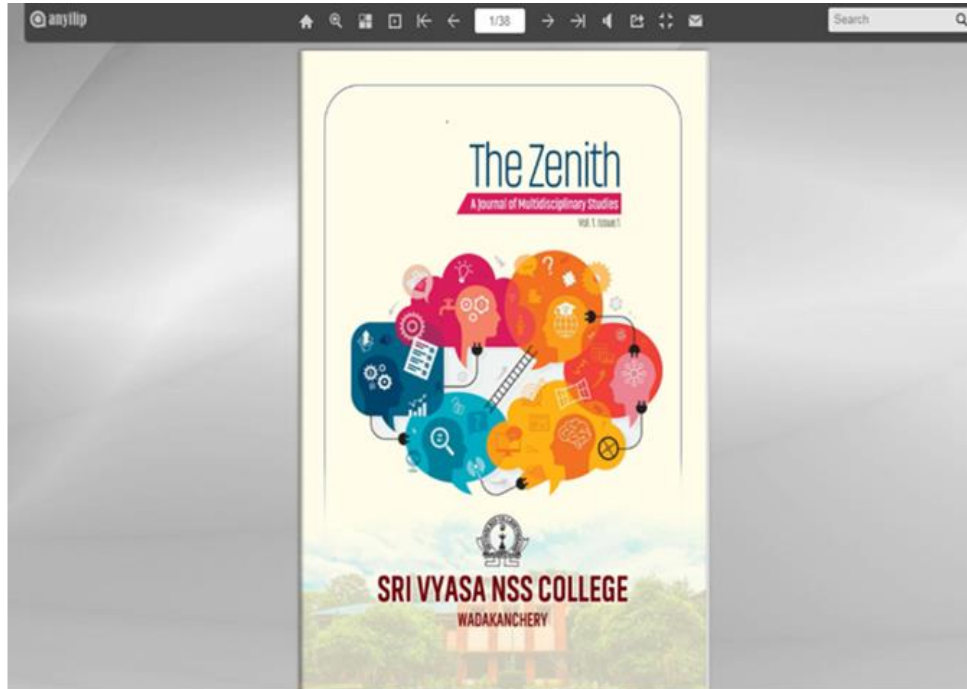 anyflip
1/38
Search
The Zenith
A Journal of Multidisciplinary Studies
Vol. 1. Issue 1
SRI VYASA NSS COLLEGE
WADAKANCHERY